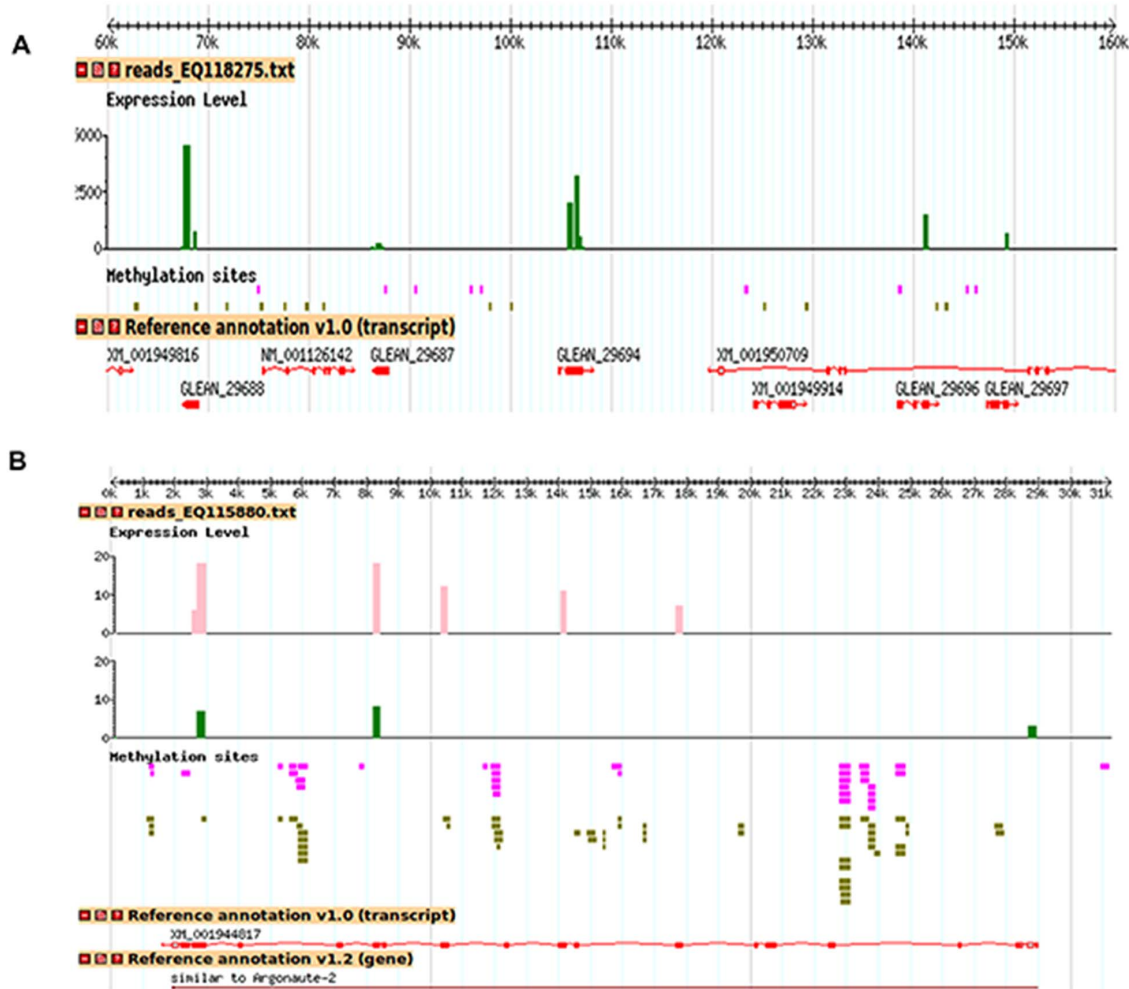 A
60k 70k 80k 90k 100k 110k 120k 130k 140k 150k 160k
reads_EQ118275.txt
Expression Level
5000
2500
0
Methylation sites
Reference annotation v1.0 (transcript)
XM_001949816 NM_001126142 GLEAN_29687 GLEAN_29694 XM_001950709
GLEAN_29688 XM_001949914 GLEAN_29696 GLEAN_29697
B
0k 1k 2k 3k 4k 5k 6k 7k 8k 9k 10k 11k 12k 13k 14k 15k 16k 17k 18k 19k 20k 21k 22k 23k 24k 25k 26k 27k 28k 29k 30k 31k
reads_EQ115880.txt
Expression Level
20
10
0
20
10
0
Methylation sites
Reference annotation v1.0 (transcript)
XM_001944817
Reference annotation v1.2 (gene)
similar to Argonaute-2